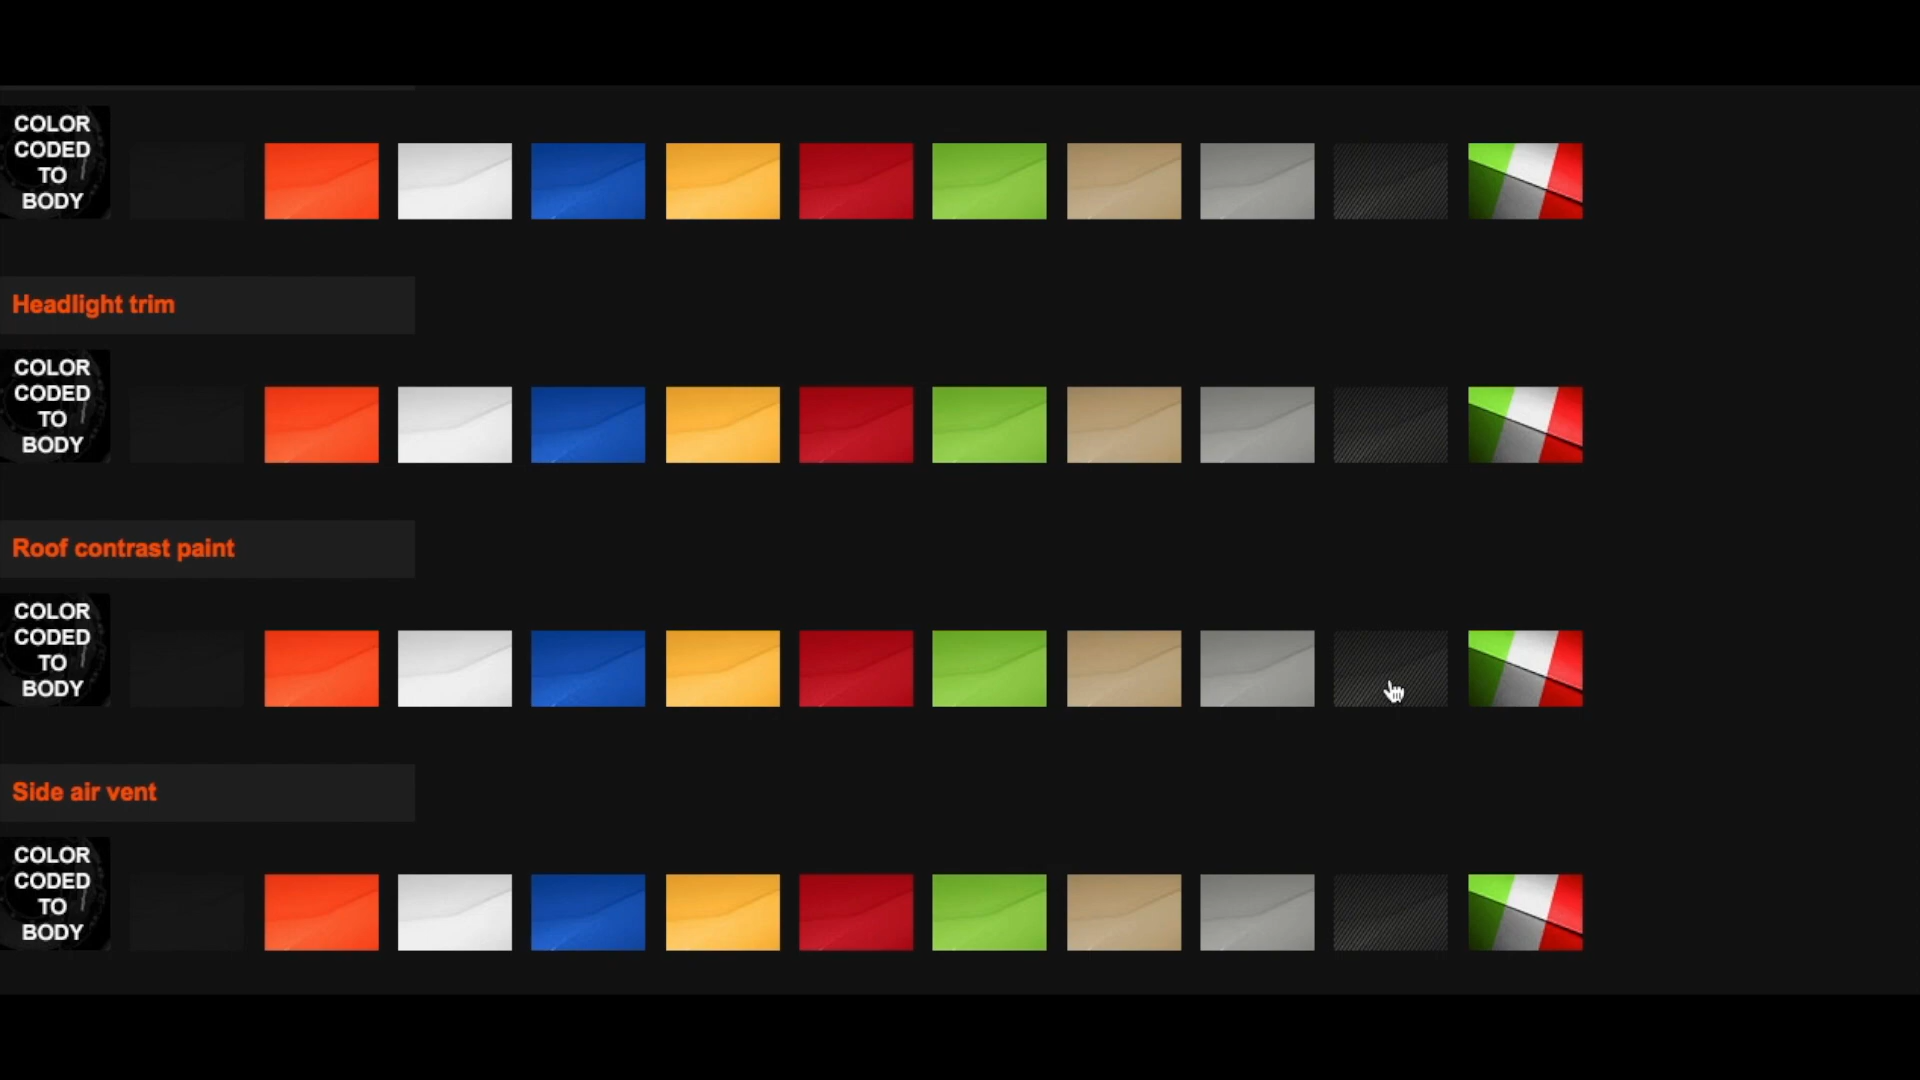 COLOR
CODED
TO
BODY
Headlight trim
COLOR
CODED
TO
BODY
Roof contrast paint
COLOR
CODED
TO
BODY
Side air vent
COLOR
CODED
TO
BODY